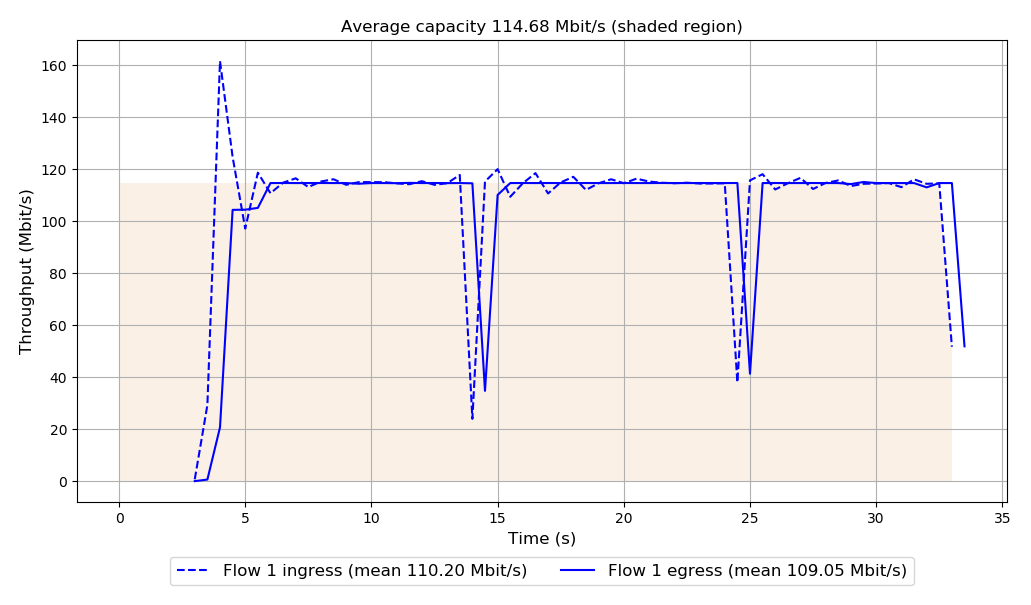 Average capacity 114.68 Mbit/s (shaded region)
Throughput (Mbit/s)
160
140
120
100
80
60
40
20
0
0 5 10 15 20 25 30 35
Time (s)
Flow 1 ingress (mean 110.20 Mbit/s) Flow 1 egress (mean 109.05 Mbit/s)